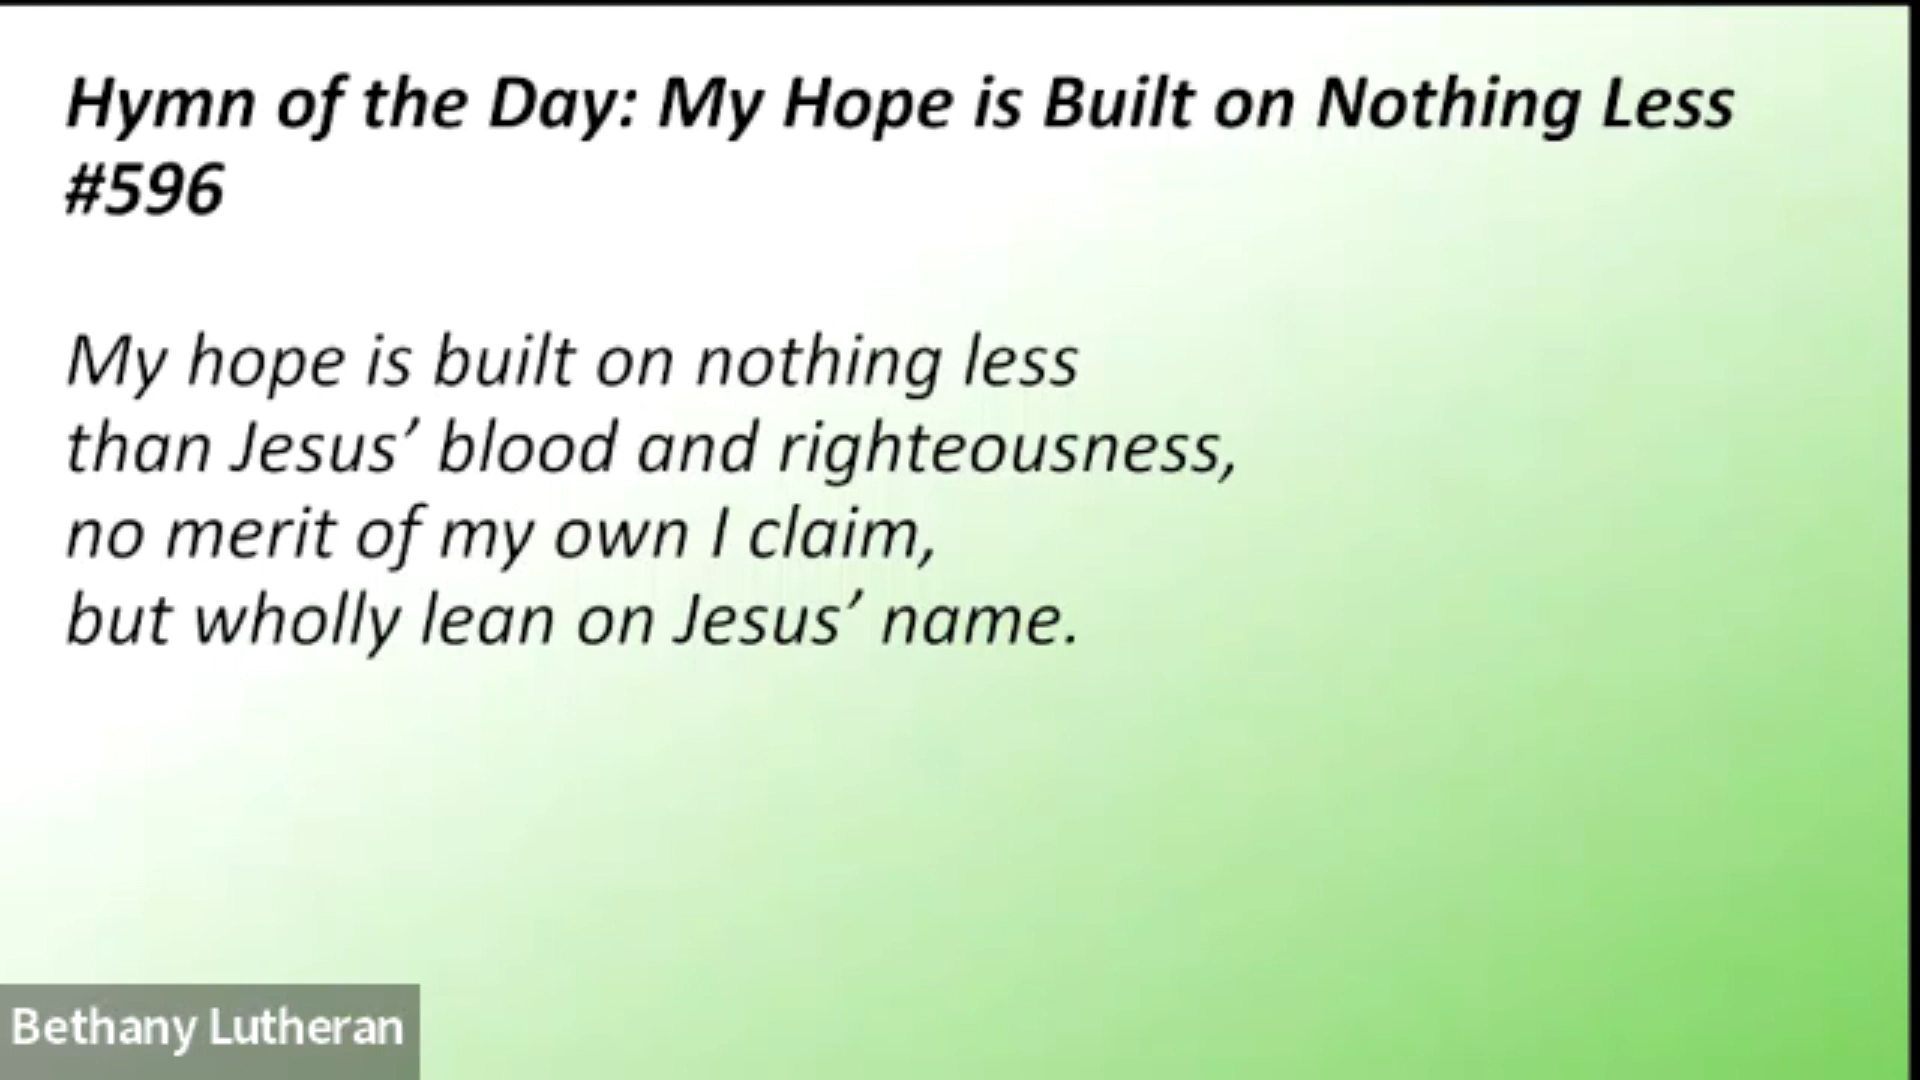 Hymn of the Day: My Hope is Built on Nothing Less
#596
My hope is built on nothing less
than Jesus’ blood and righteousness,
no merit of my own I claim,
but wholly lean on Jesus’ name.
Bethany Lutheran